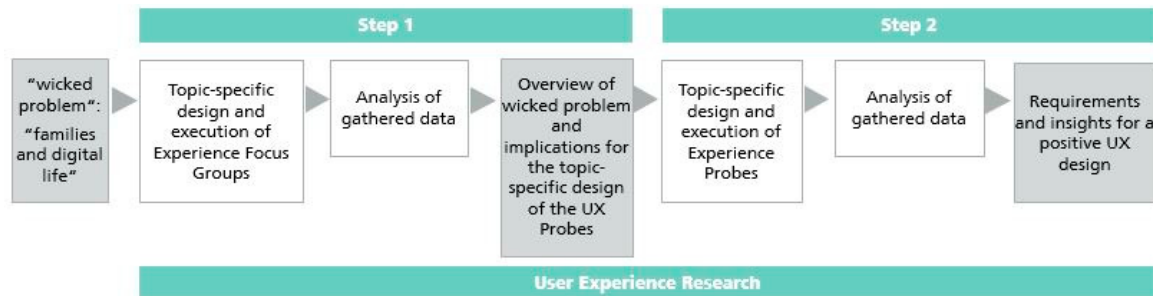 Step 1
Step 2
“wicked
problem“:
“families
and digital
life“
Topic-specific
design and
execution of
Experience Focus
Groups
Analysis of
gathered data
Overview of
wicked problem
and
implications for
the topic-
specific design
of the UX
Probes
Topic-specific
design and
execution of
Experience
Probes
Analysis of
gathered data
Requirements
and insights for a
positive UX
design
User Experience Research